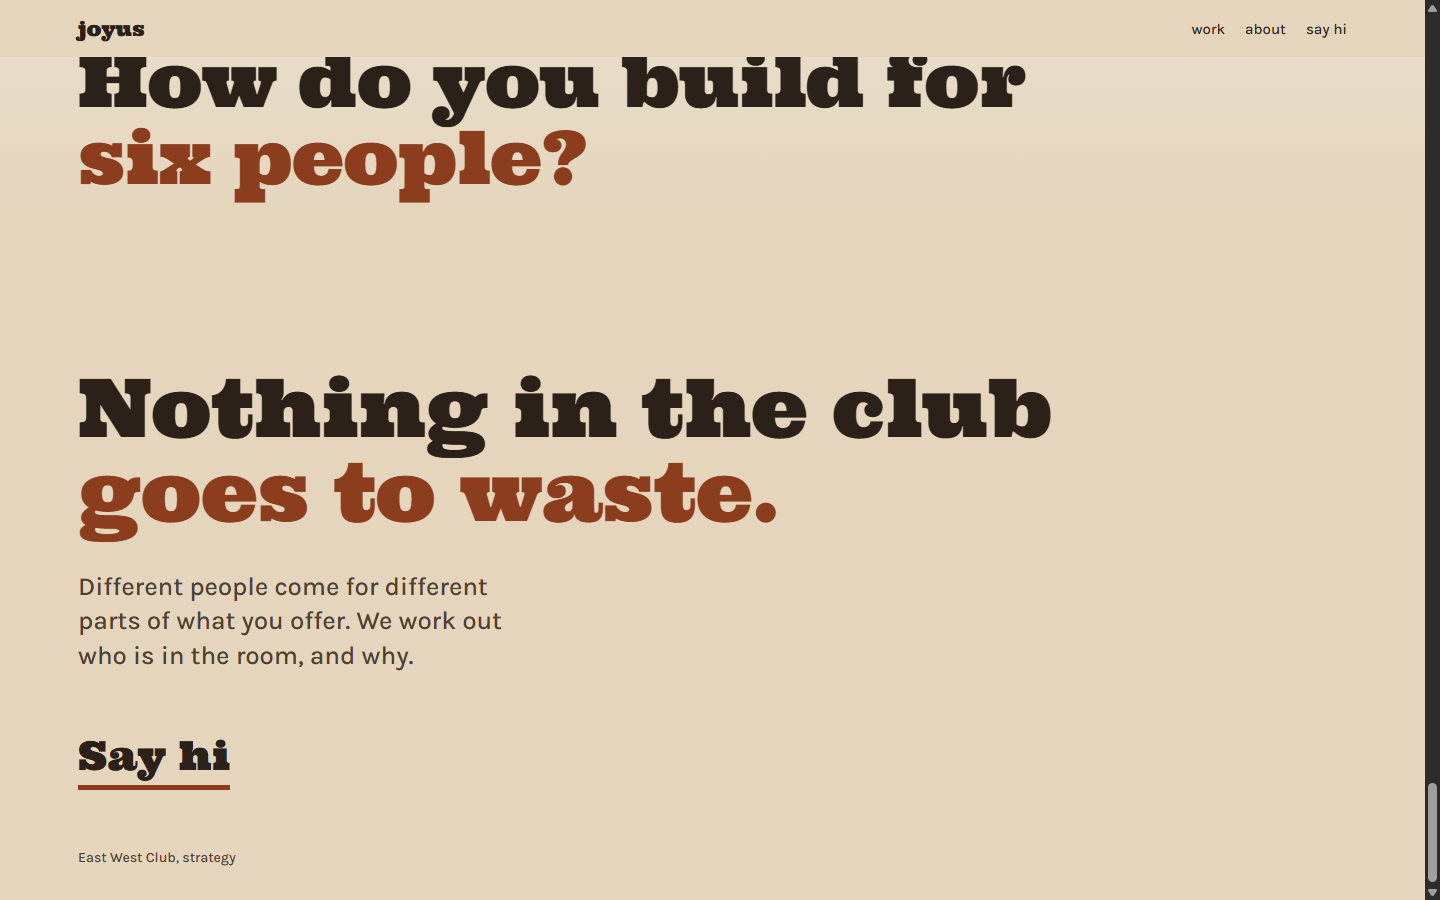 joyus
work about say hi
How do you build for
six people?
Nothing in the club
goes to waste.
Different people come for different
parts of what you offer. We work out
who is in the room, and why.
Say hi
East West Club, strategy